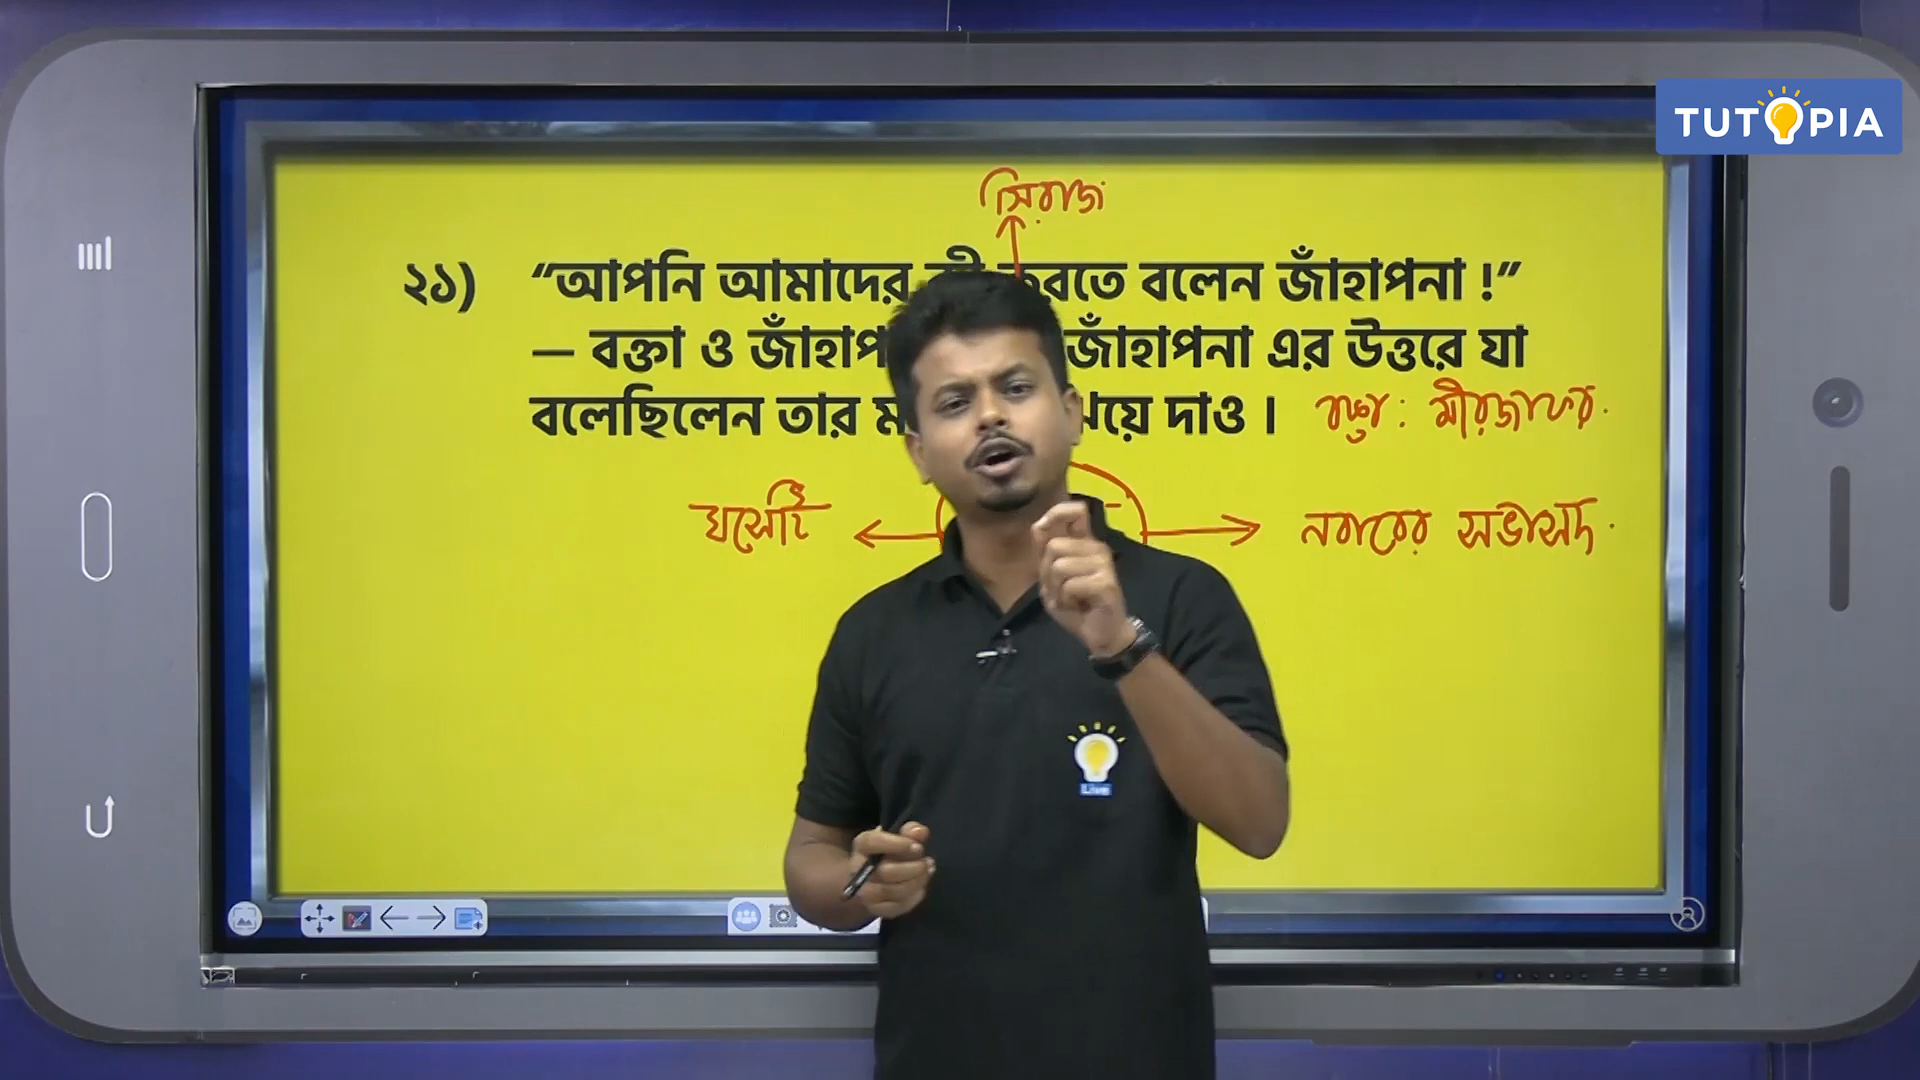 TUTOPIA
সিরাজ
২১) “আপনি আমাদের করতে বলেন জাঁহাপনা !”
— বক্তা ও জাঁহাপ জাঁহাপনা এর উত্তরে যা
বলেছিলেন তার য়ে দাও ।
বক্তা : মীরজাফর.
ঘসেটি
নবাবের সভাসদ.
Live